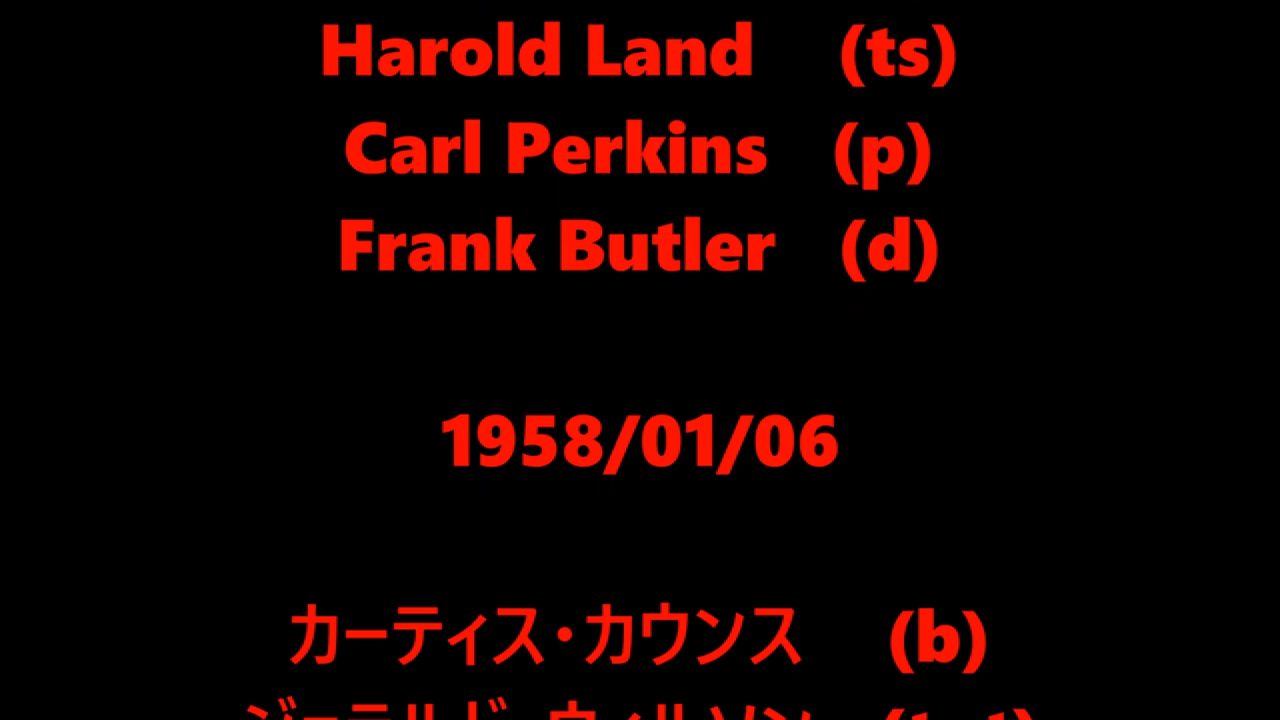 Harold Land (ts)
Carl Perkins (p)
Frank Butler (d)
1958/01/06
カーティス・カウンス (b)